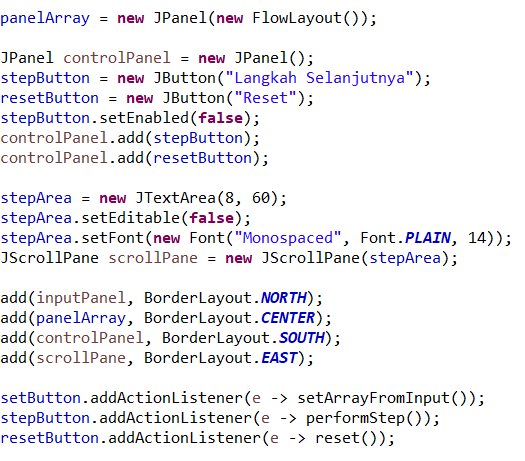 panelArray = new JPanel(new FlowLayout());
JPanel controlPanel = new JPanel();
stepButton = new JButton("Langkah Selanjutnya");
resetButton = new JButton("Reset");
stepButton.setEnabled(false);
controlPanel.add(stepButton);
controlPanel.add(resetButton);
stepArea = new JTextArea(8, 60);
stepArea.setEditable(false);
stepArea.setFont(new Font("Monospaced", Font.PLAIN, 14));
JScrollPane scrollPane = new JScrollPane(stepArea);
add(inputPanel, BorderLayout.NORTH);
add(panelArray, BorderLayout.CENTER);
add(controlPanel, BorderLayout.SOUTH);
add(scrollPane, BorderLayout.EAST);
setButton.addActionListener(e -> setArrayFromInput());
stepButton.addActionListener(e -> performStep());
resetButton.addActionListener(e -> reset());